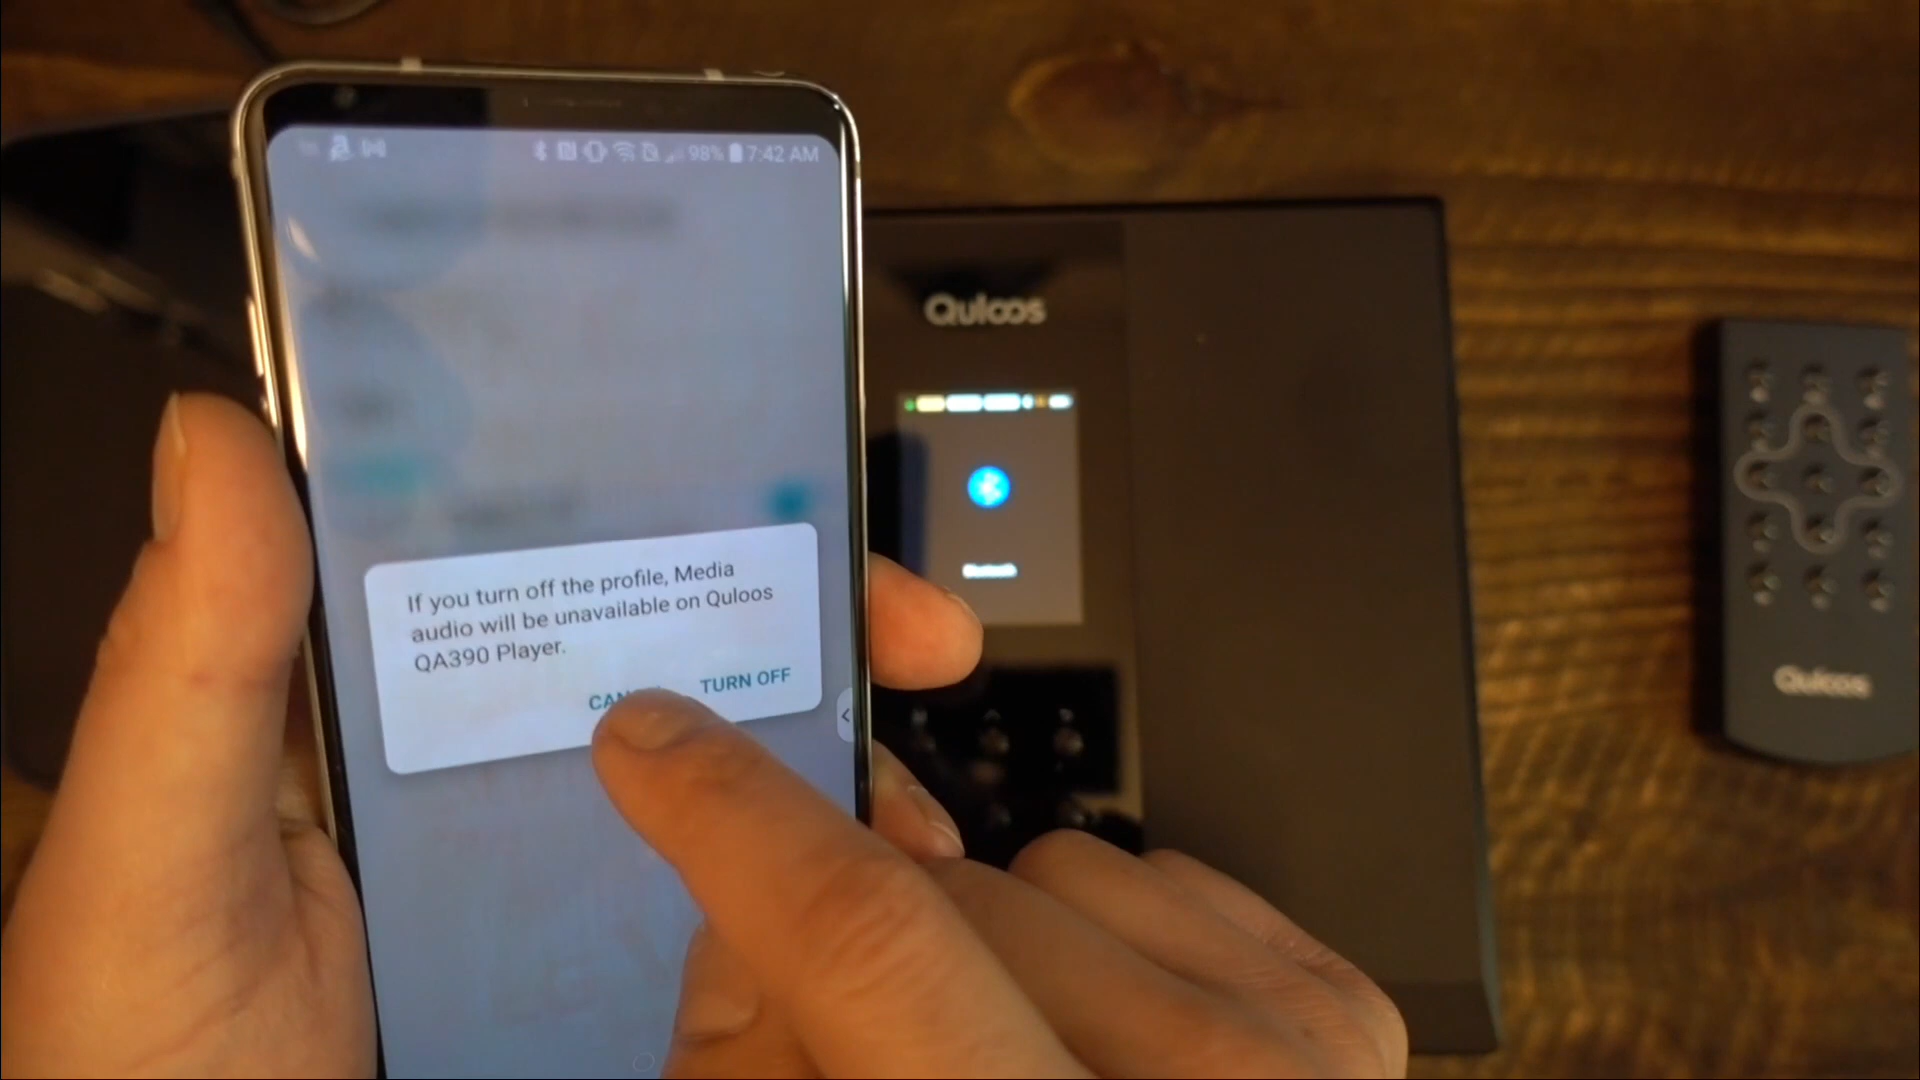 98% 7:42 AM
If you turn off the profile, Media
audio will be unavailable on Quloos
QA390 Player.
TURN OFF
Quloos
Bluetooth
Quloos